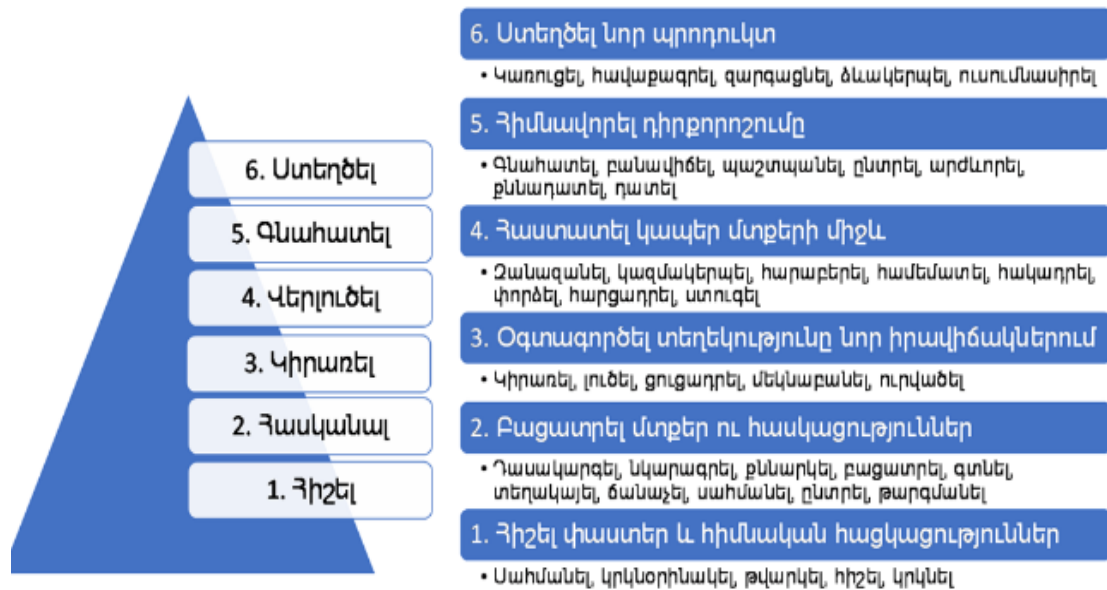 6. Ստեղծել
5. Գնահատել
4. Վերլուծել
3. Կիրառել
2. Հասկանալ
1. Հիշել
6. Ստեղծել նոր պրոդուկտ
• Կառուցել, հավաքագրել, զարգացնել, ձևակերպել, ուսումնասիրել
5. Հիմնավորել դիրքորոշումը
• Գնահատել, բանավիճել, պաշտպանել, ընտրել, արժևորել,
քննադատել, դատել
4. Հաստատել կապեր մտքերի միջև
• Զանազանել, կազմակերպել, հարաբերել, համեմատել, հակադրել,
փորձել, հարցադրել, ստուգել
3. Օգտագործել տեղեկությունը նոր իրավիճակներում
• Կիրառել, լուծել, ցուցադրել, մեկնաբանել, ուրվածել
2. Բացատրել մտքեր ու հասկացություններ
• Դասակարգել, նկարագրել, քննարկել, բացատրել, գտնել,
տեղակայել, ճանաչել, սահմանել, ընտրել, թարգմանել
1. Հիշել փաստեր և հիմնական հացկացություններ
• Սահմանել, կրկնօրինակել, թվարկել, հիշել, կրկնել